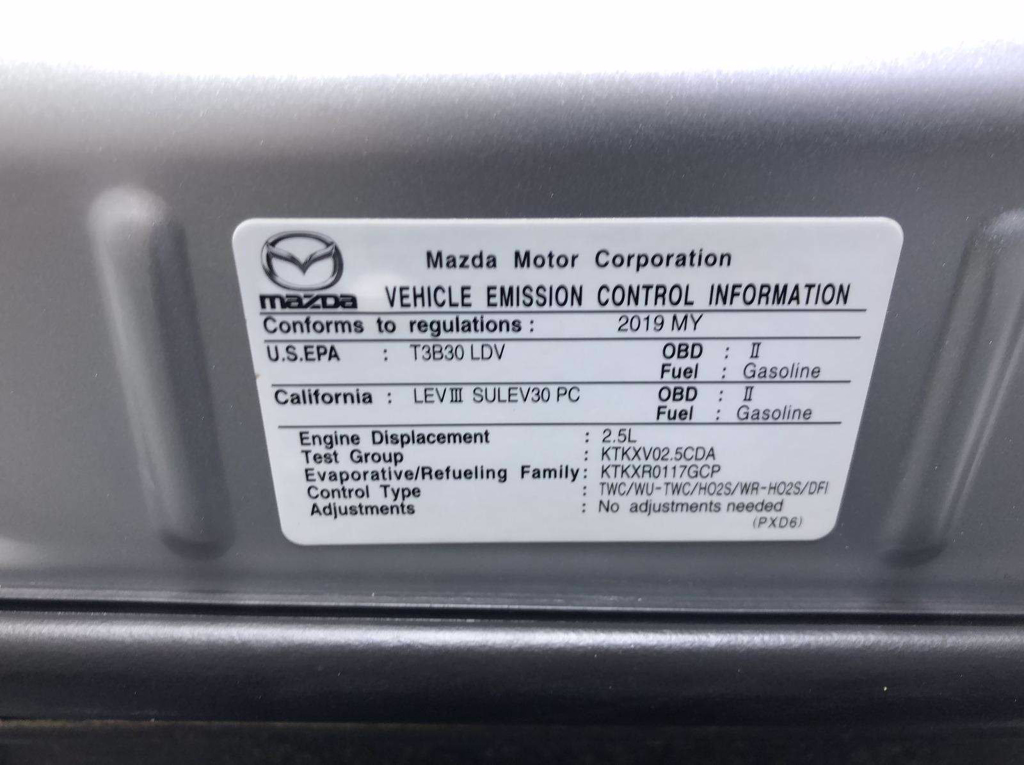 Mazda Motor Corporation
mazda VEHICLE EMISSION CONTROL INFORMATION
Conforms to regulations : 2019 MY
U.S.EPA : T3B30 LDV OBD : Ⅱ
Fuel : Gasoline
California : LEVⅢ SULEV30 PC OBD : Ⅱ
Fuel : Gasoline
Engine Displacement : 2.5L
Test Group : KTKXV02.5CDA
Evaporative/Refueling Family: KTKXR0117GCP
Control Type : TWC/WU-TWC/HO2S/WR-HO2S/DFI
Adjustments : No adjustments needed
(PXD6)